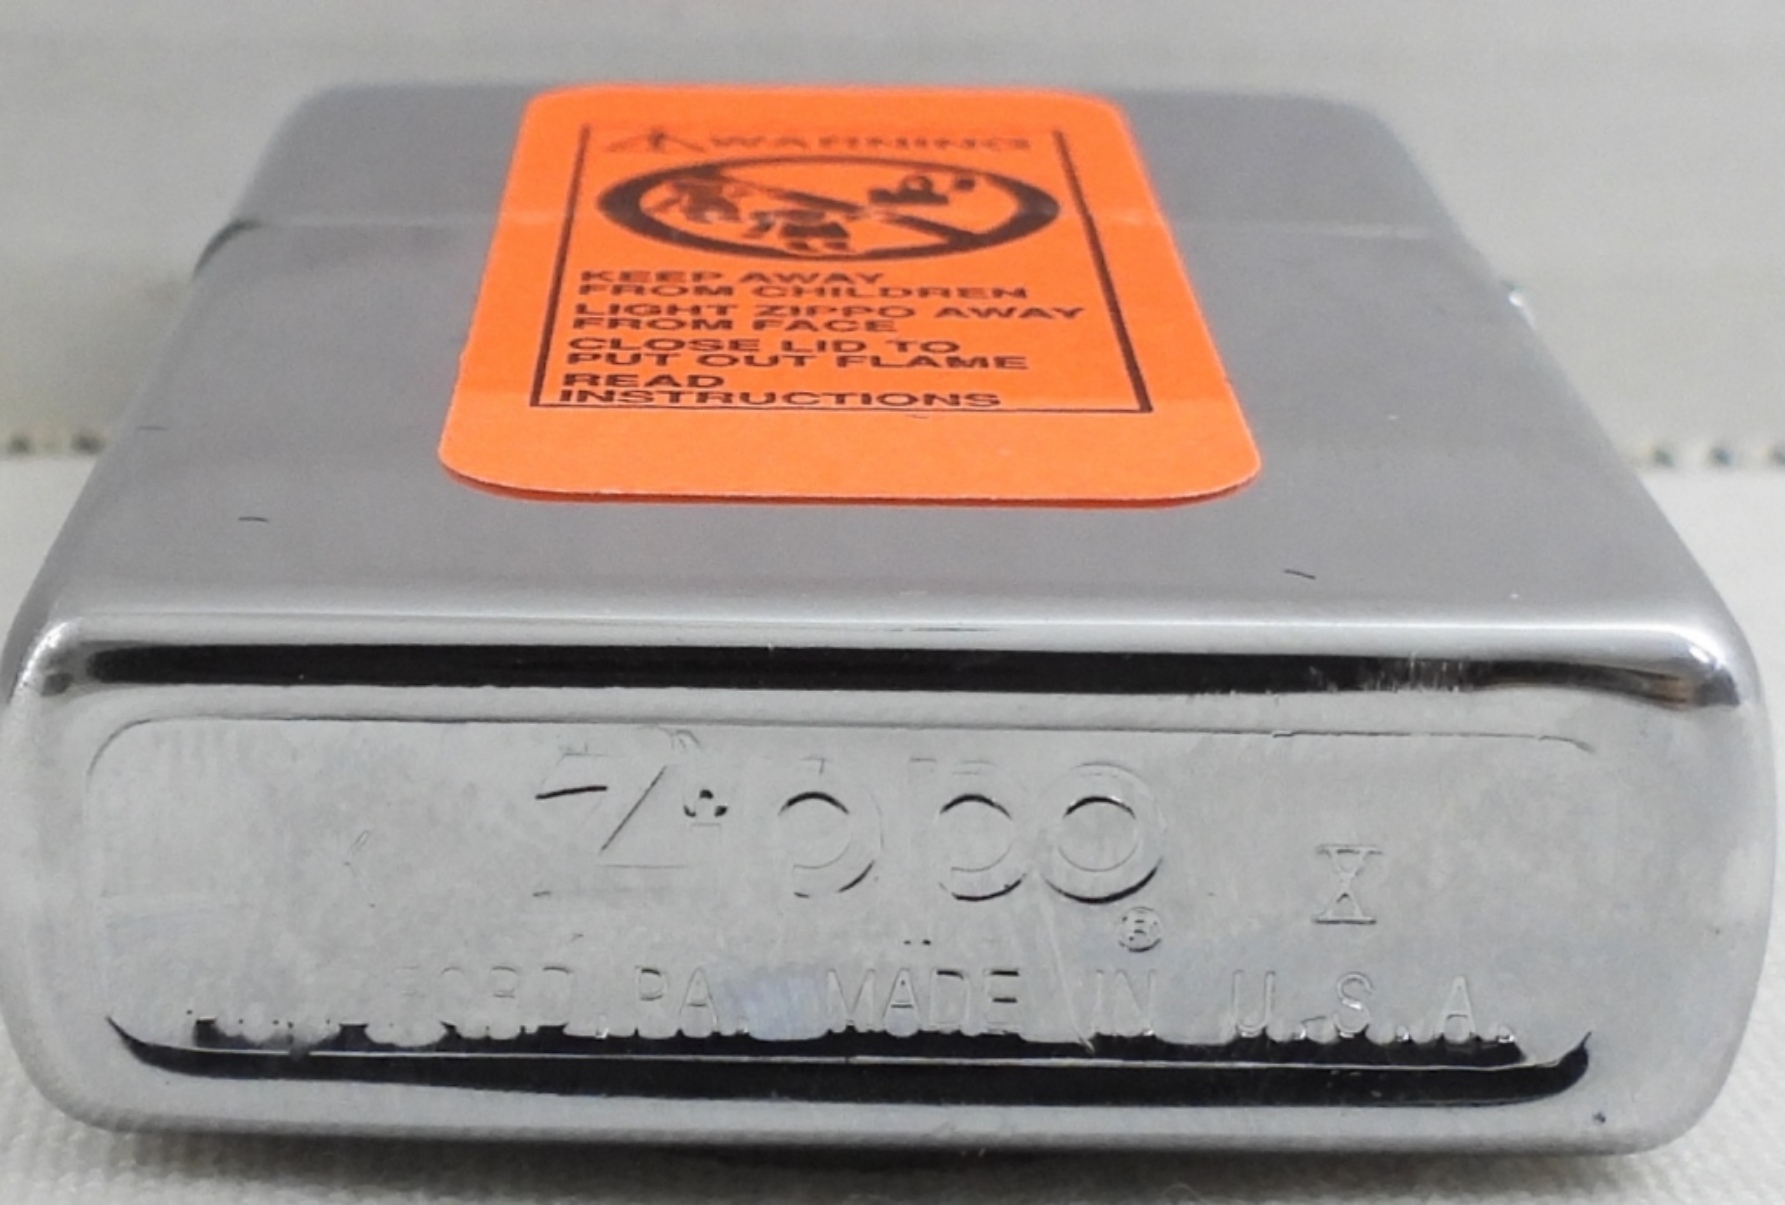 WARNING
KEEP AWAY
FROM CHILDREN
LIGHT ZIPPO AWAY
FROM FACE
CLOSE LID TO
PUT OUT FLAME
READ
INSTRUCTIONS
Zippo X
®
FORD, PA. MADE IN U.S.A.